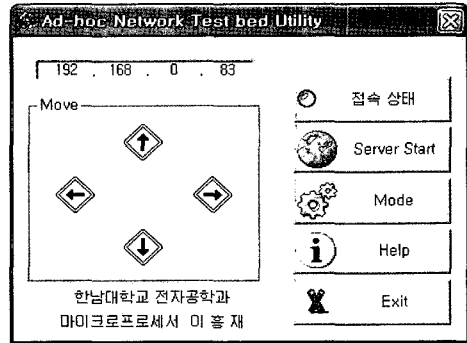 Ad-hoc Network Test bed Utility
192 . 168 . 0 . 83
Move
접속 상태
Server Start
Mode
Help
Exit
한남대학교 전자공학과
마이크로프로세서 이 홍 재